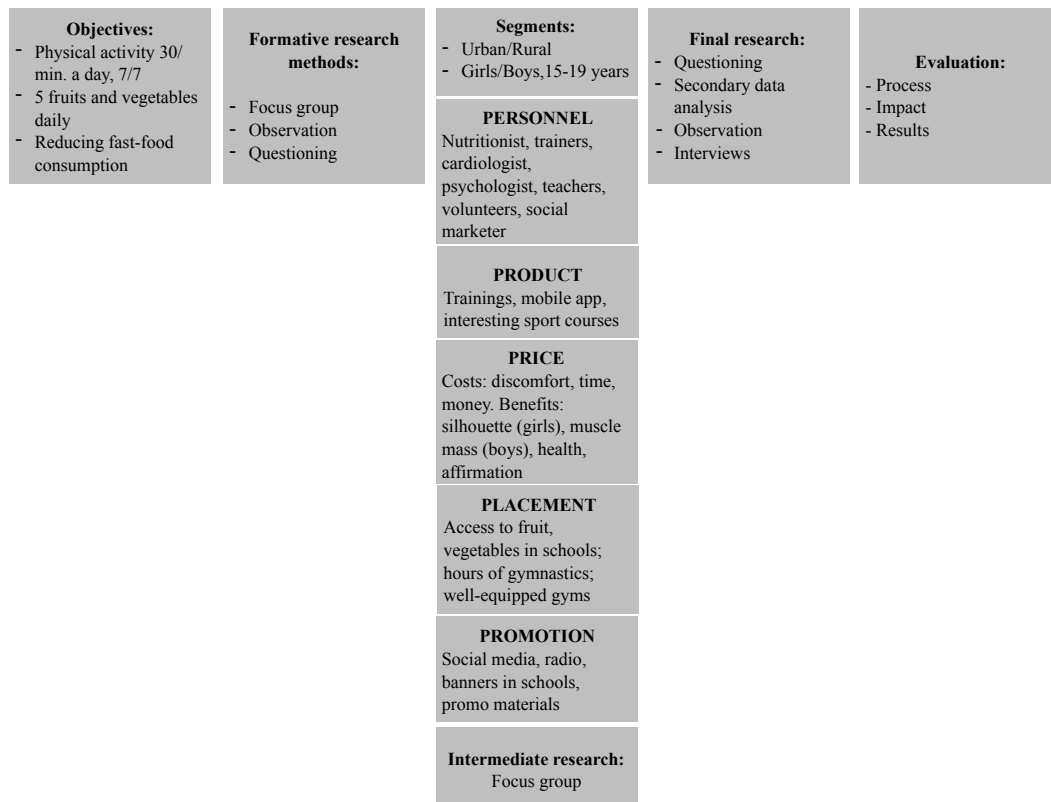 Objectives:
- Physical activity 30/
min. a day, 7/7
- 5 fruits and vegetables
daily
- Reducing fast-food
consumption
Formative research
methods:
- Focus group
- Observation
- Questioning
Segments:
- Urban/Rural
- Girls/Boys,15-19 years
PERSONNEL
Nutritionist, trainers,
cardiologist,
psychologist, teachers,
volunteers, social
marketer
PRODUCT
Trainings, mobile app,
interesting sport courses
PRICE
Costs: discomfort, time,
money. Benefits:
silhouette (girls), muscle
mass (boys), health,
affirmation
PLACEMENT
Access to fruit,
vegetables in schools;
hours of gymnastics;
well-equipped gyms
PROMOTION
Social media, radio,
banners in schools,
promo materials
Intermediate research:
Focus group
Final research:
- Questioning
- Secondary data
analysis
- Observation
- Interviews
Evaluation:
- Process
- Impact
- Results